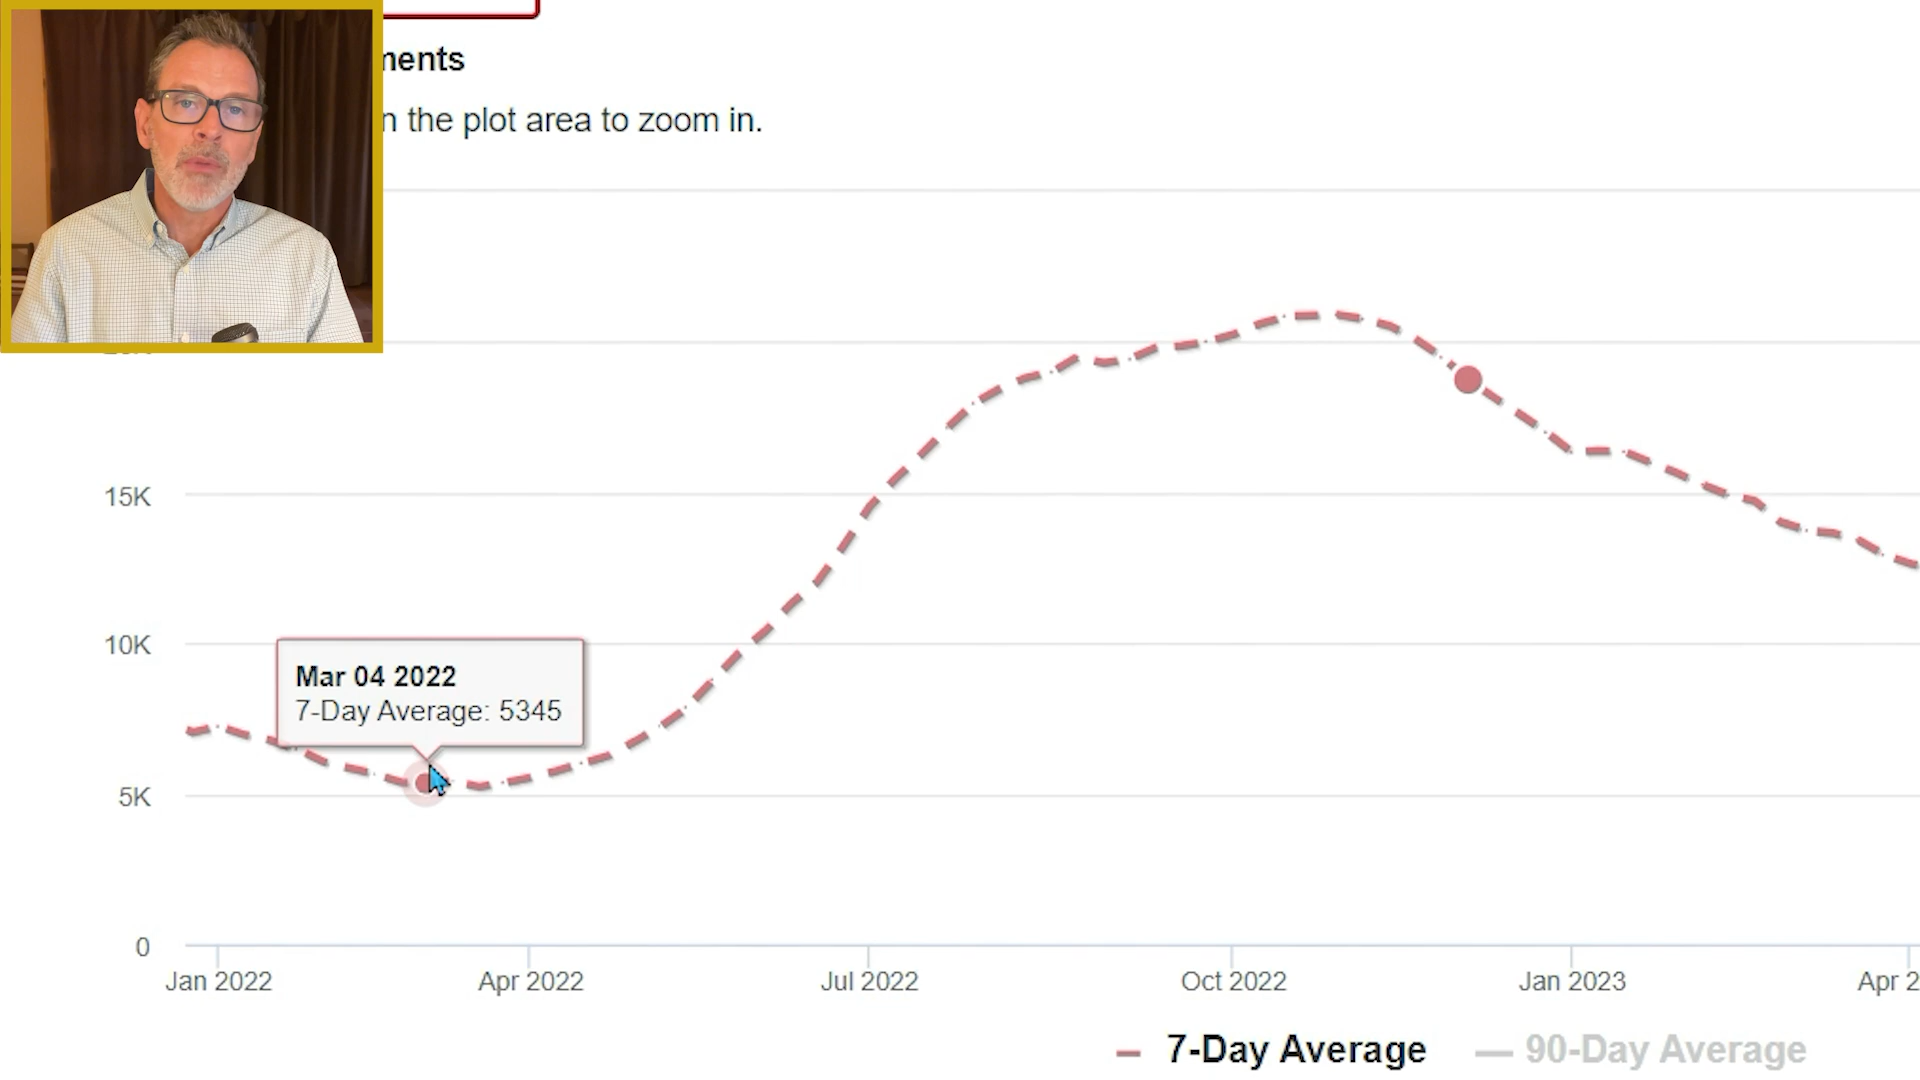 ments
n the plot area to zoom in.
15K
10K
Mar 04 2022
7-Day Average: 5345
5K
0
Jan 2022
Apr 2022
Jul 2022
Oct 2022
Jan 2023
Apr 2
7-Day Average
90-Day Average